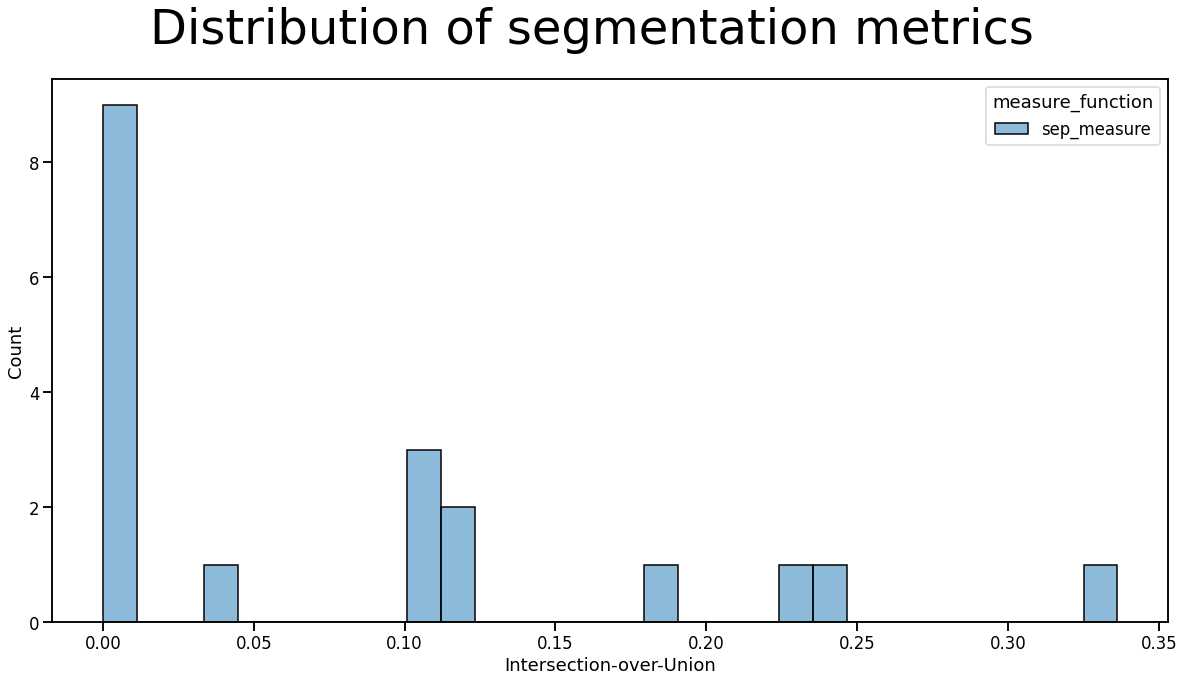 Distribution of segmentation metrics
measure_function
sep_measure
Count
8
6
4
2
0
0.00 0.05 0.10 0.15 0.20 0.25 0.30 0.35
Intersection-over-Union